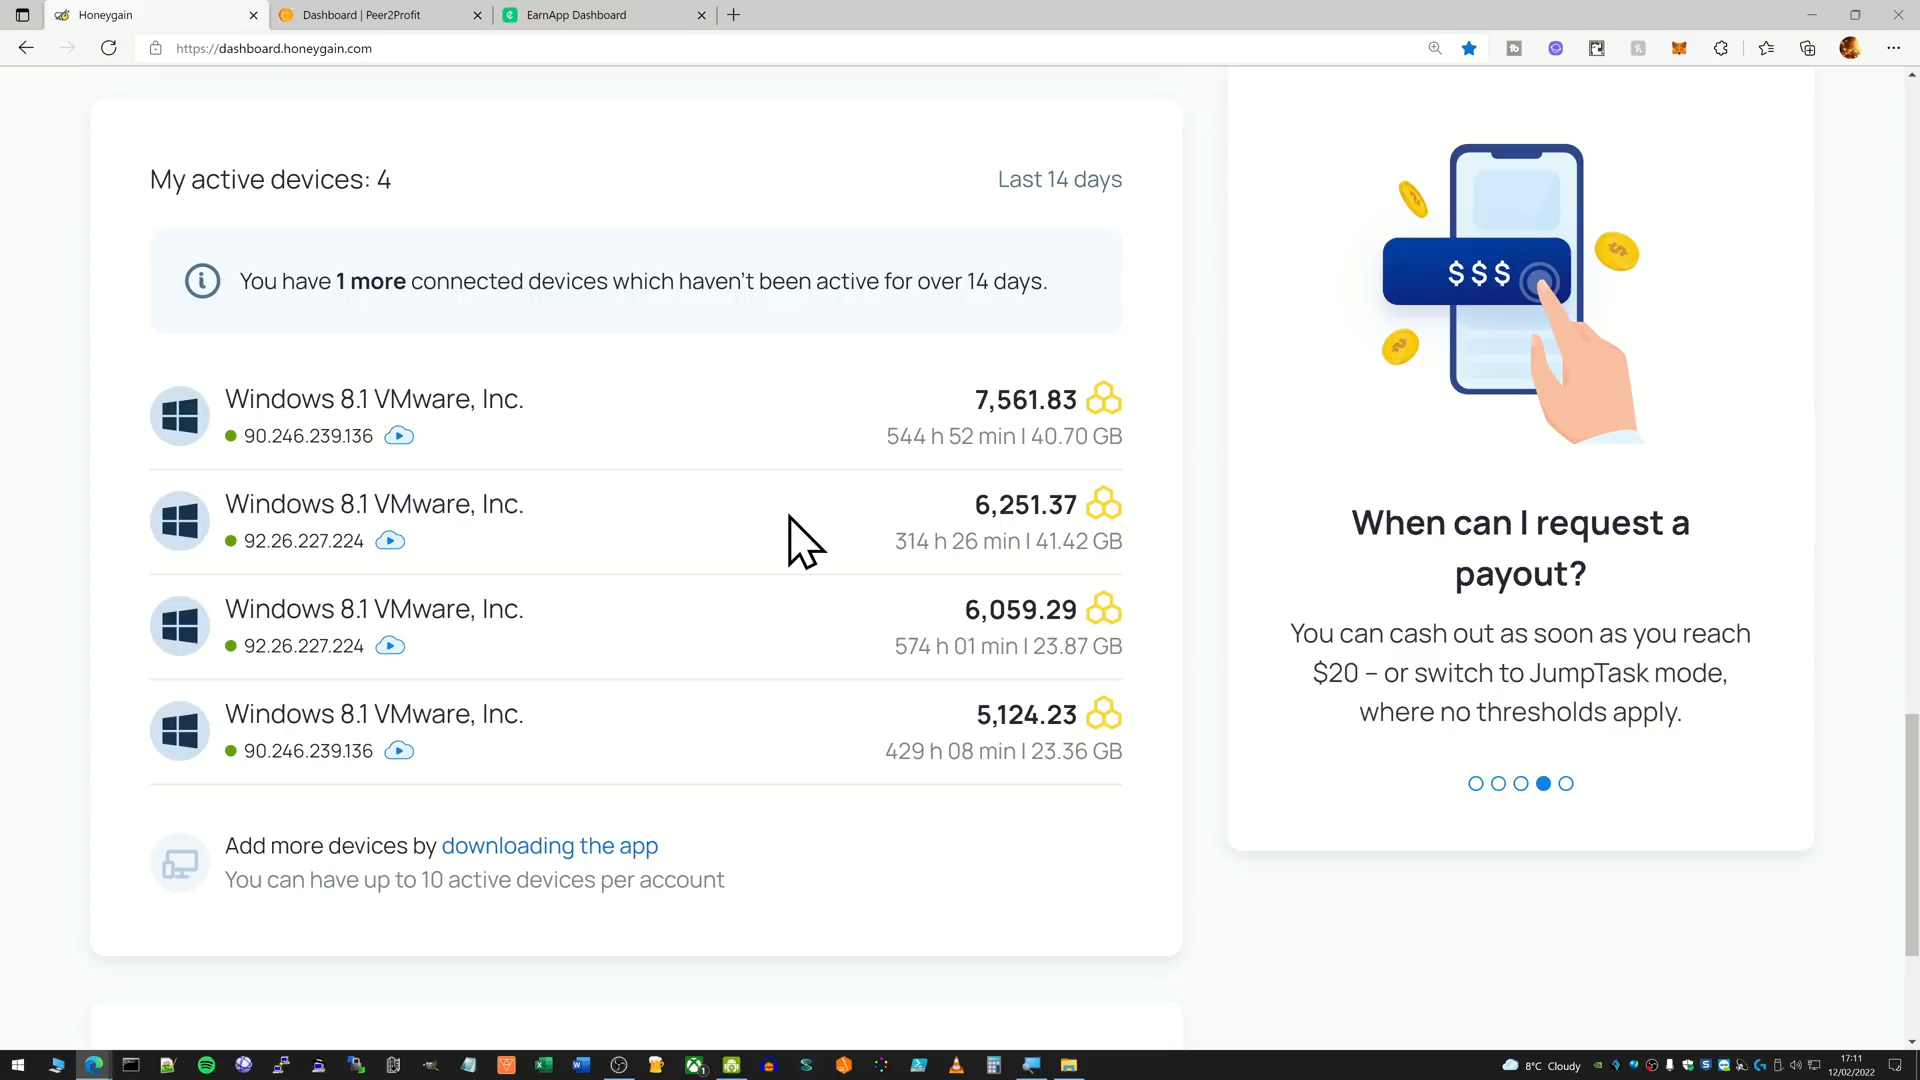 Honeygain
Dashboard | Peer2Profit
EarnApp Dashboard
https://dashboard.honeygain.com
My active devices: 4
Last 14 days
You have 1 more connected devices which haven't been active for over 14 days.
Windows 8.1 VMware, Inc.
7,561.83
90.246.239.136
544 h 52 min | 40.70 GB
Windows 8.1 VMware, Inc.
6,251.37
92.26.227.224
314 h 26 min | 41.42 GB
Windows 8.1 VMware, Inc.
6,059.29
92.26.227.224
574 h 01 min | 23.87 GB
Windows 8.1 VMware, Inc.
5,124.23
90.246.239.136
429 h 08 min | 23.36 GB
Add more devices by downloading the app
You can have up to 10 active devices per account
$$$
When can I request a
payout?
You can cash out as soon as you reach
$20 – or switch to JumpTask mode,
where no thresholds apply.
8°C Cloudy
17:11
12/02/2022